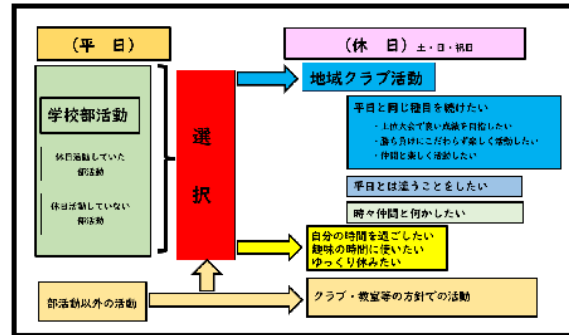 (平 日)
(休 日) 土・日・祝日
学校部活動
休日活動していた
部活動
休日活動していない
部活動
選
択
地域クラブ活動
平日と同じ種目を続けたい
・上位大会で良い成績を目指したい
・勝ち負けにこだわらず楽しく活動したい
・仲間と楽しく活動したい
平日とは違うことをしたい
時々仲間と何かしたい
自分の時間を過ごしたい
趣味の時間に使いたい
ゆっくり休みたい
部活動以外の活動
クラブ・教室等の方針での活動